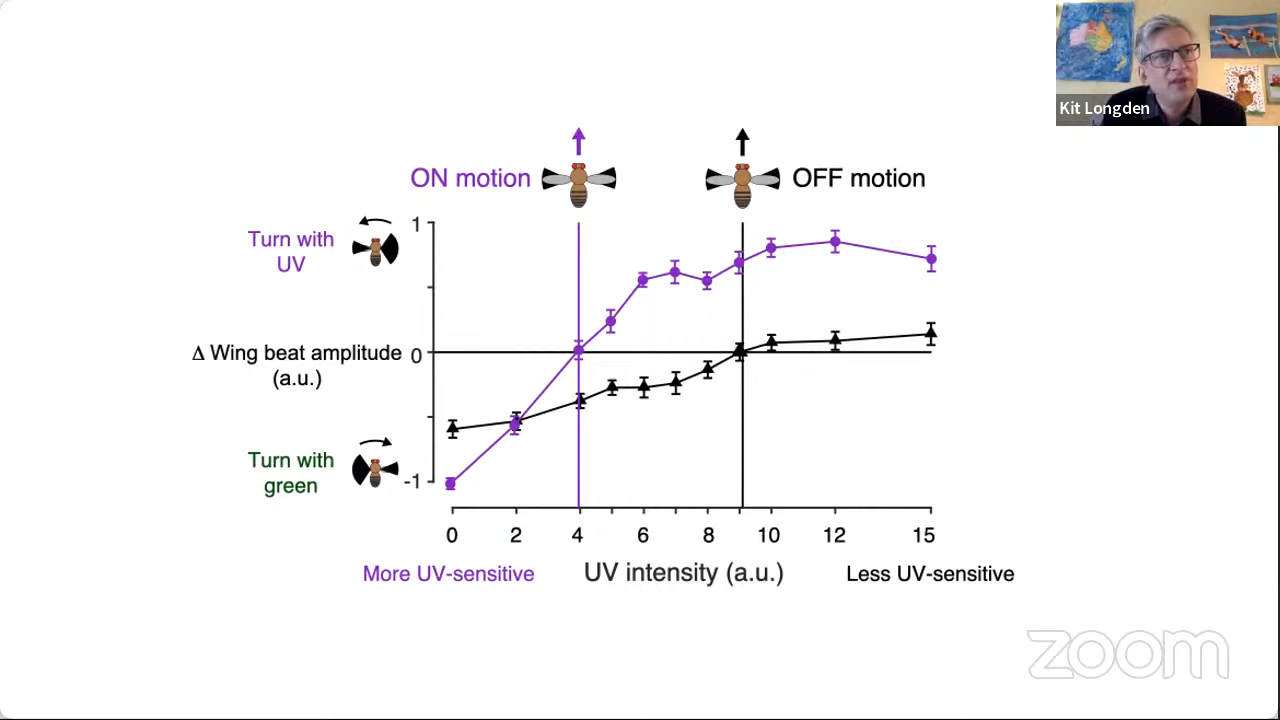 Kit Longden
ON motion
OFF motion
1
Turn with
UV
Δ Wing beat amplitude
(a.u.)
0
Turn with
green
-1
0 2 4 6 8 10 12 15
More UV-sensitive
UV intensity (a.u.)
Less UV-sensitive
zoom